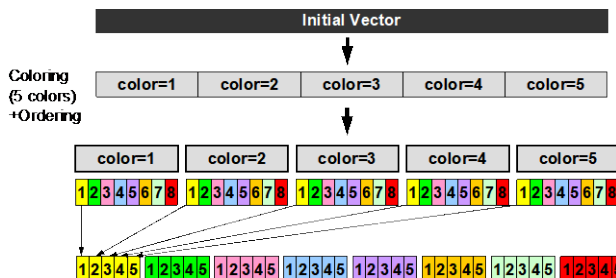 Initial Vector
Coloring
(5 colors)
+Ordering
color=1 color=2 color=3 color=4 color=5
color=1 color=2 color=3 color=4 color=5
12345678 12345678 12345678 12345678 12345678
12345 12345 12345 12345 12345 12345 12345 12345